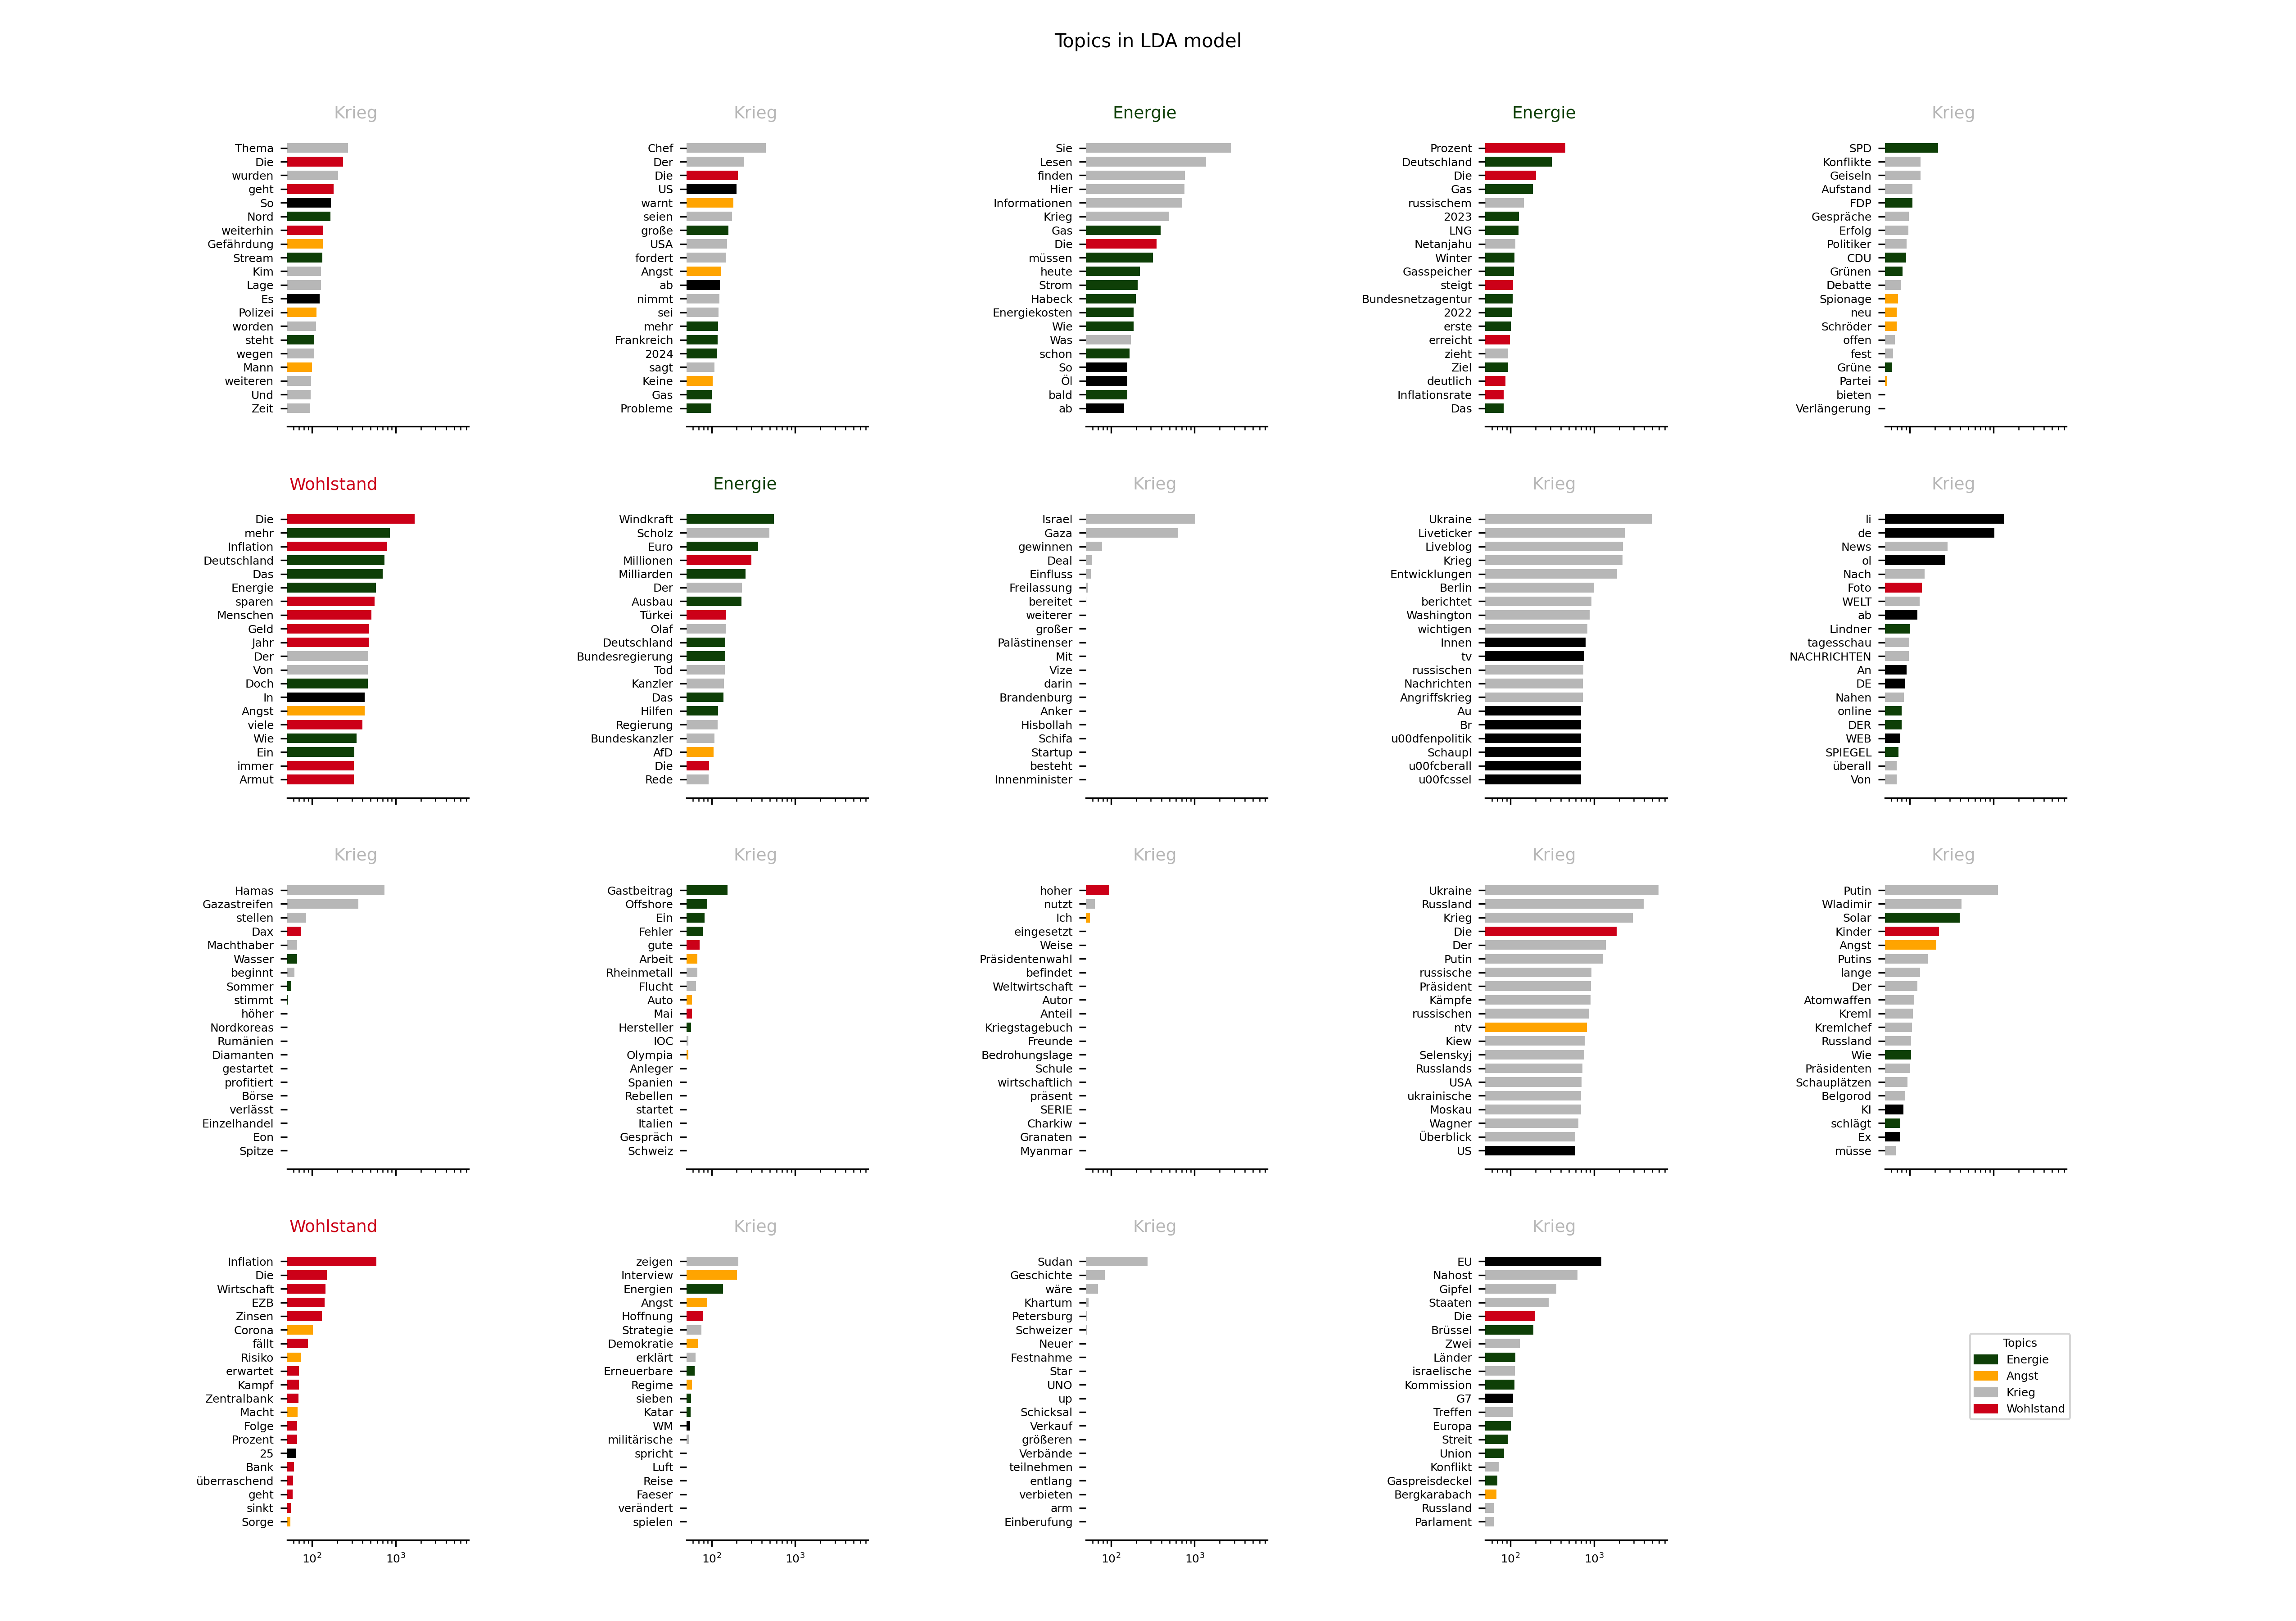 Topics in LDA model
Krieg
Thema
Die
wurden
geht
So
Nord
weiterhin
Gefährdung
Stream
Kim
Lage
Es
Polizei
worden
steht
wegen
Mann
weiteren
Und
Zeit
Krieg
Chef
Der
Die
US
warnt
seien
große
USA
fordert
Angst
ab
nimmt
sei
mehr
Frankreich
2024
sagt
Keine
Gas
Probleme
Energie
Sie
Lesen
finden
Hier
Informationen
Krieg
Gas
Die
müssen
heute
Strom
Habeck
Energiekosten
Wie
Was
schon
So
Öl
bald
ab
Energie
Prozent
Deutschland
Die
Gas
russischem
2023
LNG
Netanjahu
Winter
Gasspeicher
steigt
Bundesnetzagentur
2022
erste
erreicht
zieht
Ziel
deutlich
Inflationsrate
Das
Krieg
SPD
Konflikte
Geiseln
Aufstand
FDP
Gespräche
Erfolg
Politiker
CDU
Grünen
Debatte
Spionage
neu
Schröder
offen
fest
Grüne
Partei
bieten
Verlängerung
Wohlstand
Die
mehr
Inflation
Deutschland
Das
Energie
sparen
Menschen
Geld
Jahr
Der
Von
Doch
In
Angst
viele
Wie
Ein
immer
Armut
Energie
Windkraft
Scholz
Euro
Millionen
Milliarden
Der
Ausbau
Türkei
Olaf
Deutschland
Bundesregierung
Tod
Kanzler
Das
Hilfen
Regierung
Bundeskanzler
AfD
Die
Rede
Krieg
Israel
Gaza
gewinnen
Deal
Einfluss
Freilassung
bereitet
weiterer
großer
Palästinenser
Mit
Vize
darin
Brandenburg
Anker
Hisbollah
Schifa
Startup
besteht
Innenminister
Krieg
Ukraine
Liveticker
Liveblog
Krieg
Entwicklungen
Berlin
berichtet
Washington
wichtigen
Innen
tv
russischen
Nachrichten
Angriffskrieg
Au
Br
u00dfenpolitik
Schaupl
u00fcberall
u00fcssel
Krieg
li
de
News
ol
Nach
Foto
WELT
ab
Lindner
tagesschau
NACHRICHTEN
An
DE
Nahen
online
DER
WEB
SPIEGEL
überall
Von
Krieg
Hamas
Gazastreifen
stellen
Dax
Machthaber
Wasser
beginnt
Sommer
stimmt
höher
Nordkoreas
Rumänien
Diamanten
gestartet
profitiert
Börse
verlässt
Einzelhandel
Eon
Spitze
Krieg
Gastbeitrag
Offshore
Ein
Fehler
gute
Arbeit
Rheinmetall
Flucht
Auto
Mai
Hersteller
IOC
Olympia
Anleger
Spanien
Rebellen
startet
Italien
Gespräch
Schweiz
Krieg
hoher
nutzt
Ich
eingesetzt
Weise
Präsidentenwahl
befindet
Weltwirtschaft
Autor
Anteil
Kriegstagebuch
Freunde
Bedrohungslage
Schule
wirtschaftlich
präsent
SERIE
Charkiw
Granaten
Myanmar
Krieg
Ukraine
Russland
Krieg
Die
Der
Putin
russische
Präsident
Kämpfe
russischen
ntv
Kiew
Selenskyj
Russlands
USA
ukrainische
Moskau
Wagner
Überblick
US
Krieg
Putin
Wladimir
Solar
Kinder
Angst
Putins
lange
Der
Atomwaffen
Kreml
Kremlchef
Russland
Wie
Präsidenten
Schauplätzen
Belgorod
KI
schlägt
Ex
müsse
Wohlstand
Inflation
Die
Wirtschaft
EZB
Zinsen
Corona
fällt
Risiko
erwartet
Kampf
Zentralbank
Macht
Folge
Prozent
25
Bank
überraschend
geht
sinkt
Sorge
10² 10³
Krieg
zeigen
Interview
Energien
Angst
Hoffnung
Strategie
Demokratie
erklärt
Erneuerbare
Regime
sieben
Katar
WM
militärische
spricht
Luft
Reise
Faeser
verändert
spielen
10² 10³
Krieg
Sudan
Geschichte
wäre
Khartum
Petersburg
Schweizer
Neuer
Festnahme
Star
UNO
up
Schicksal
Verkauf
größeren
Verbände
teilnehmen
entlang
verbieten
arm
Einberufung
10² 10³
Krieg
EU
Nahost
Gipfel
Staaten
Die
Brüssel
Zwei
Länder
israelische
Kommission
G7
Treffen
Europa
Streit
Union
Konflikt
Gaspreisdeckel
Bergkarabach
Russland
Parlament
10² 10³
Topics
Energie
Angst
Krieg
Wohlstand